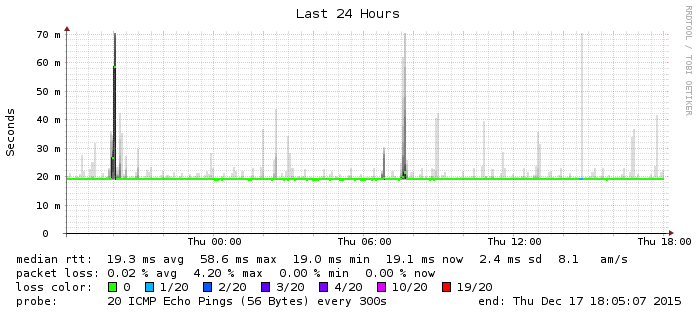 Last 24 Hours
RRDTOOL / TOBI OETIKER
Seconds
70 m
60 m
50 m
40 m
30 m
20 m
10 m
0
Thu 00:00 Thu 06:00 Thu 12:00 Thu 18:00
median rtt: 19.3 ms avg 58.6 ms max 19.0 ms min 19.1 ms now 2.4 ms sd 8.1 am/s
packet loss: 0.02 % avg 4.20 % max 0.00 % min 0.00 % now
loss color: 0 1/20 2/20 3/20 4/20 10/20 19/20
probe: 20 ICMP Echo Pings (56 Bytes) every 300s end: Thu Dec 17 18:05:07 2015